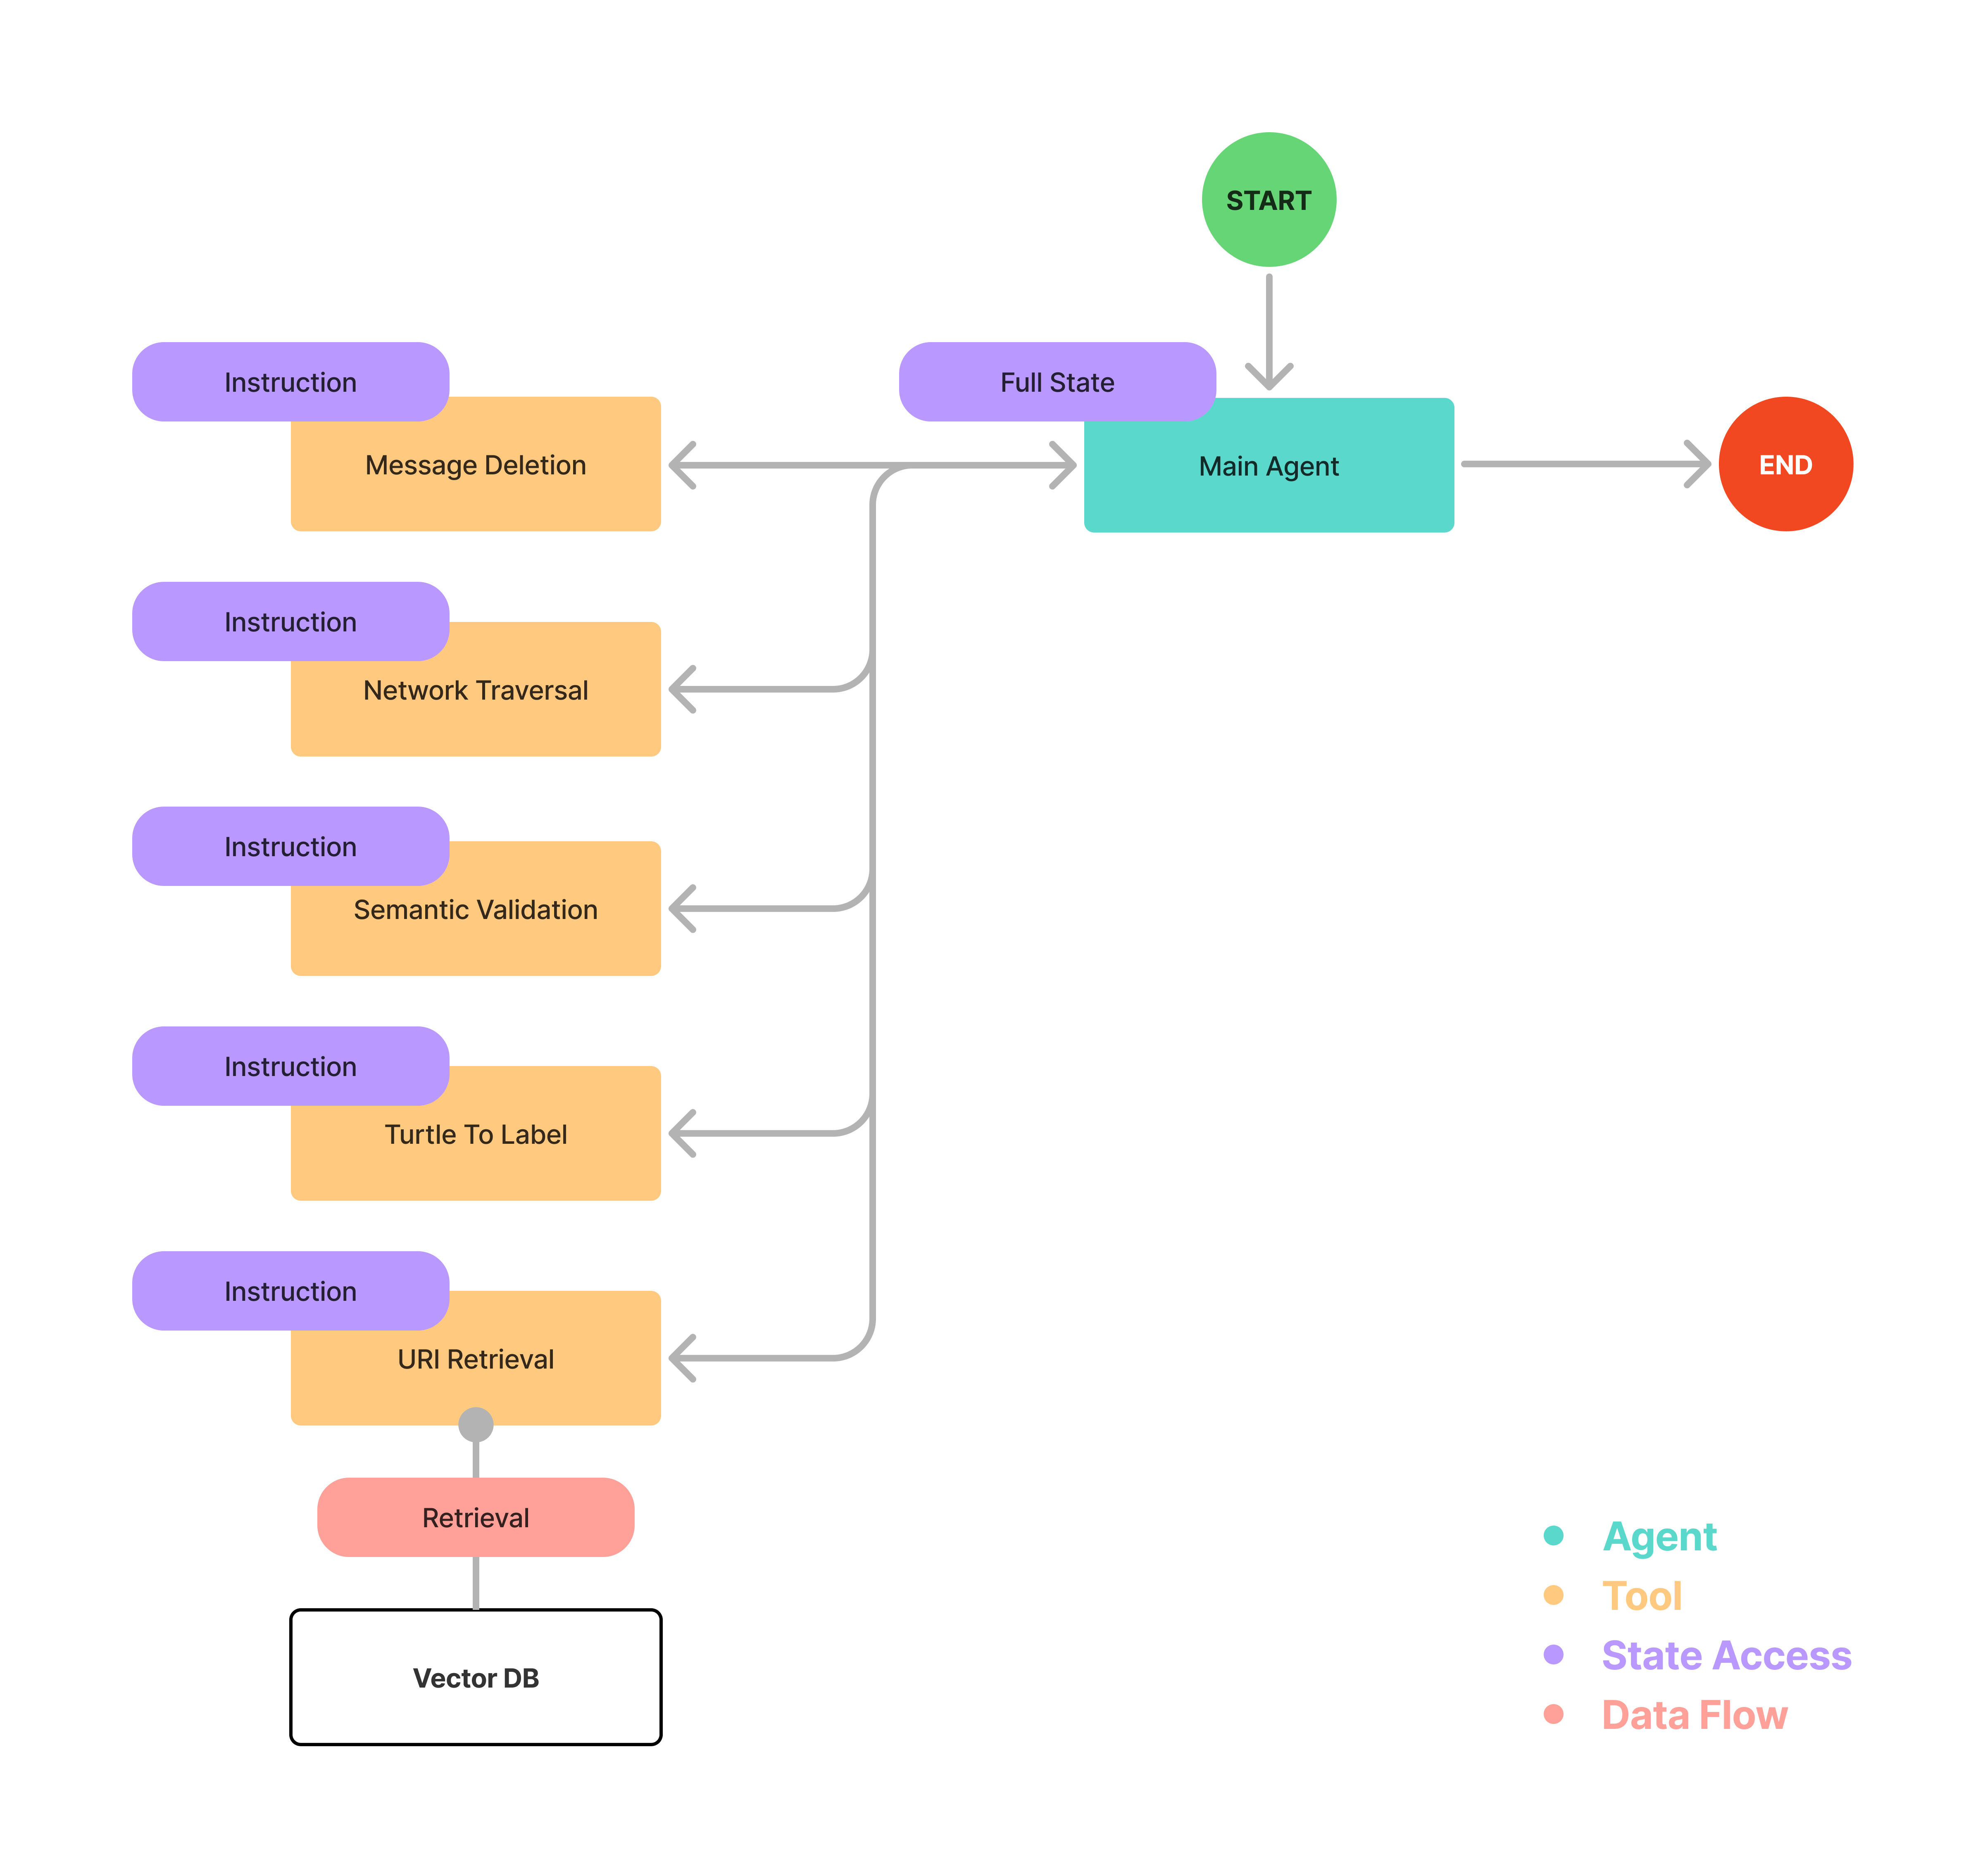 START
Instruction
Full State
Message Deletion
Main Agent
END
Instruction
Network Traversal
Instruction
Semantic Validation
Instruction
Turtle To Label
Instruction
URI Retrieval
Retrieval
Vector DB
Agent
Tool
State Access
Data Flow